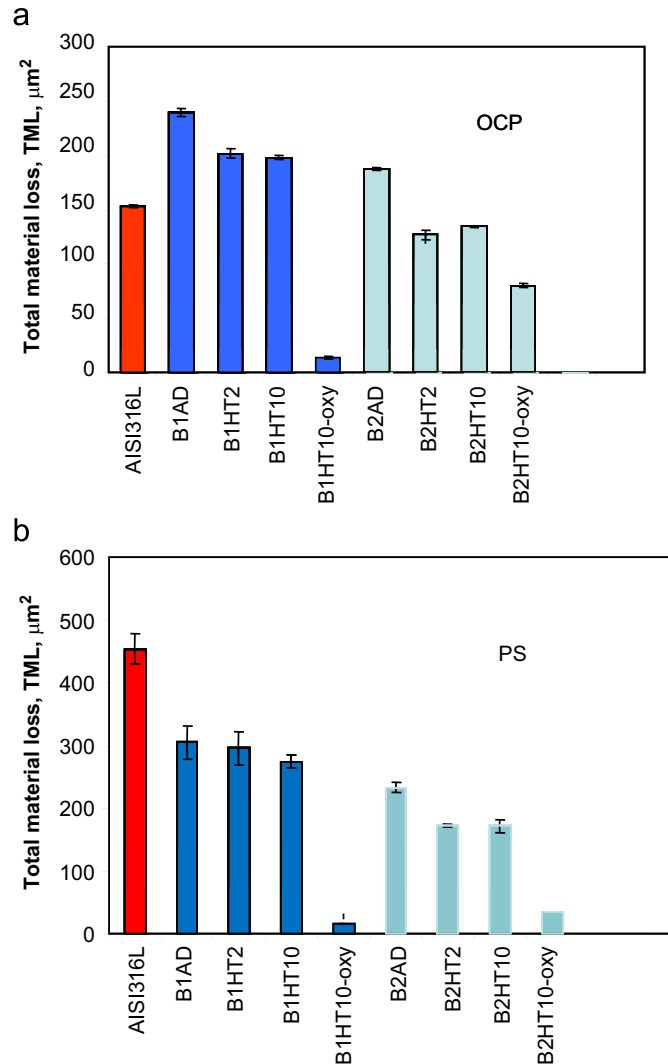 a
Total material loss, TML, μm²
300
250
200
150
100
50
0
OCP
AISI316L
B1AD
B1HT2
B1HT10
B1HT10-oxy
B2AD
B2HT2
B2HT10
B2HT10-oxy
b
Total material loss, TML, μm²
600
500
400
300
200
100
0
PS
AISI316L
B1AD
B1HT2
B1HT10
B1HT10-oxy
B2AD
B2HT2
B2HT10
B2HT10-oxy